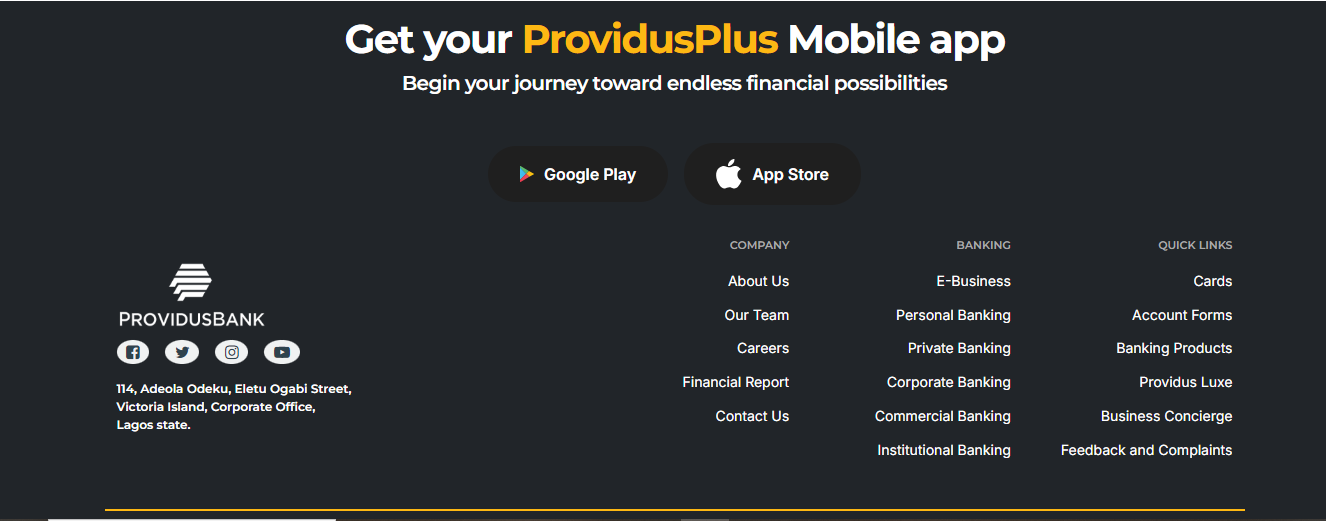 Get your ProvidusPlus Mobile app
Begin your journey toward endless financial possibilities
Google Play
App Store
PROVIDUSBANK
114, Adeola Odeku, Eletu Ogabi Street,
Victoria Island, Corporate Office,
Lagos state.
COMPANY
About Us
Our Team
Careers
Financial Report
Contact Us
BANKING
E-Business
Personal Banking
Private Banking
Corporate Banking
Commercial Banking
Institutional Banking
QUICK LINKS
Cards
Account Forms
Banking Products
Providus Luxe
Business Concierge
Feedback and Complaints